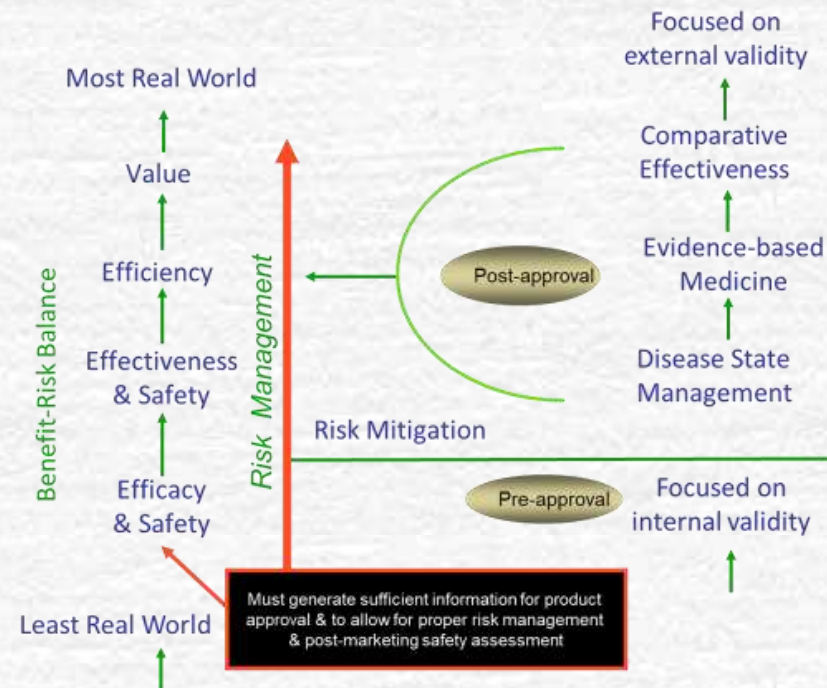 Most Real World
Value
Efficiency
Effectiveness
& Safety
Efficacy
& Safety
Least Real World
Benefit-Risk Balance
Risk Management
Focused on
external validity
Comparative
Effectiveness
Evidence-based
Medicine
Disease State
Management
Post-approval
Risk Mitigation
Pre-approval
Focused on
internal validity
Must generate sufficient information for product
approval & to allow for proper risk management
& post-marketing safety assessment